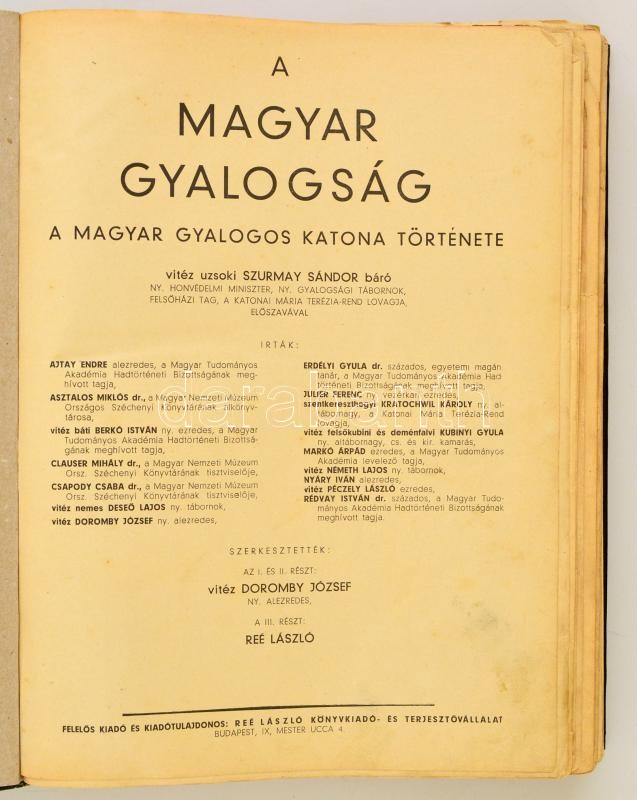 A
MAGYAR
GYALOGSÁG
A MAGYAR GYALOGOS KATONA TÖRTÉNETE
vitéz uzsoki SZURMAY SÁNDOR báró
NY. HONVÉDELMI MINISZTER, NY. GYALOGSÁGI TÁBORNOK,
FELSŐHÁZI TAG, A KATONAI MÁRIA TERÉZIA-REND LOVAGJA,
ELŐSZAVÁVAL
IRTÁK:
AJTAY ENDRE alezredes, a Magyar Tudományos
Akadémia Hadtörténeti Bizottságának meg-
hívott tagja,
ASZTALOS MIKLÓS dr., a Magyar Nemzeti Múzeum
Országos Széchényi Könyvtárának alkönyv-
tárosa,
vitéz báti BERKÓ ISTVÁN ny. ezredes, a Magyar
Tudományos Akadémia Hadtörténeti Bizottsá-
gának meghívott tagja,
CLAUSER MIHÁLY dr., a Magyar Nemzeti Múzeum
Orsz. Széchényi Könyvtárának tisztviselője,
CSAPODY CSABA dr., a Magyar Nemzeti Múzeum
Orsz. Széchényi Könyvtárának tisztviselője,
vitéz nemes DESEŐ LAJOS ny. tábornok,
vitéz DOROMBY JÓZSEF ny. alezredes,
ERDÉLYI GYULA dr. százados, egyetemi magán
tanár, a Magyar Tudományos Akadémia Had
történeti Bizottságának meghívott tagja,
JULIER FERENC ny. vezérkari ezredes,
szentkereszthegyi KRATOCHWIL KÁROLY ny. al-
tábornagy, a Katonai Mária Terézia-Rend
lovagja,
vitéz felsőkubini és deménfalvi KUBINYI GYULA
ny. altábornagy, cs. és kir. kamarás,
MARKÓ ÁRPÁD ezredes, a Magyar Tudományos
Akadémia levelező tagja,
vitéz NÉMETH LAJOS ny. tábornok,
NYÁRY IVÁN alezredes,
vitéz PÉCZELY LÁSZLÓ ezredes,
RÉDVAY ISTVÁN dr. százados, a Magyar Tudo-
mányos Akadémia Hadtörténeti Bizottságának
meghívott tagja.
darabanth
SZERKESZTETTÉK:
AZ I. ÉS II. RÉSZT:
vitéz DOROMBY JÓZSEF
NY. ALEZREDES,
A III. RÉSZT:
REÉ LÁSZLÓ
FELELŐS KIADÓ ÉS KIADÓTULAJDONOS: REÉ LÁSZLÓ KÖNYVKIADÓ- ÉS TERJESZTŐVÁLLALAT
BUDAPEST, IX, MESTER UCCA 4.